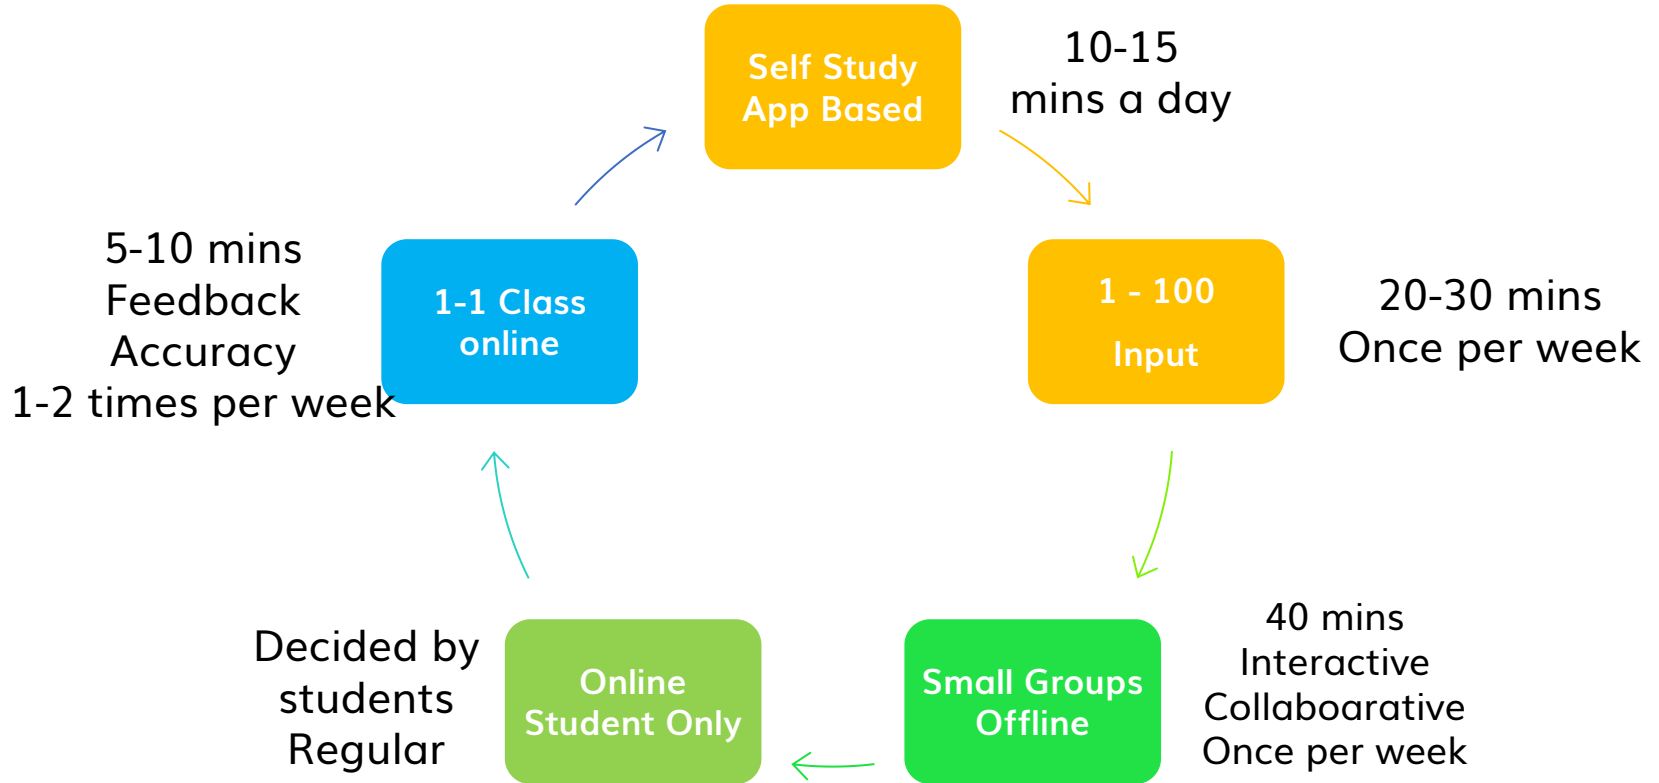 Self Study
App Based
10-15
mins a day
1 - 100
Input
20-30 mins
Once per week
Small Groups
Offline
40 mins
Interactive
Collaboarative
Once per week
Online
Student Only
Decided by
students
Regular
1-1 Class
online
5-10 mins
Feedback
Accuracy
1-2 times per week